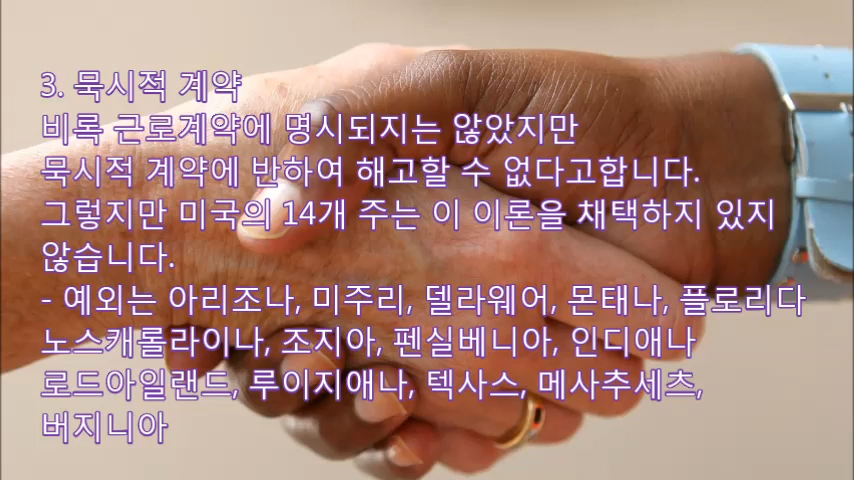 3. 묵시적 계약
비록 근로계약에 명시되지는 않았지만
묵시적 계약에 반하여 해고할 수 없다고합니다.
그렇지만 미국의 14개 주는 이 이론을 채택하지 있지
않습니다.
- 예외는 아리조나, 미주리, 델라웨어, 몬태나, 플로리다
노스캐롤라이나, 조지아, 펜실베니아, 인디애나
로드아일랜드, 루이지애나, 텍사스, 메사추세츠,
버지니아